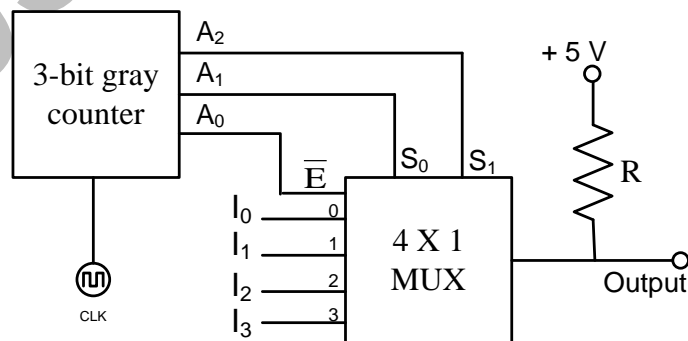 3-bit gray
counter
A₂
A₁
A₀
CLK
E̅
S₀
S₁
I₀
I₁
I₂
I₃
0
1
2
3
4 X 1
MUX
+ 5 V
R
Output